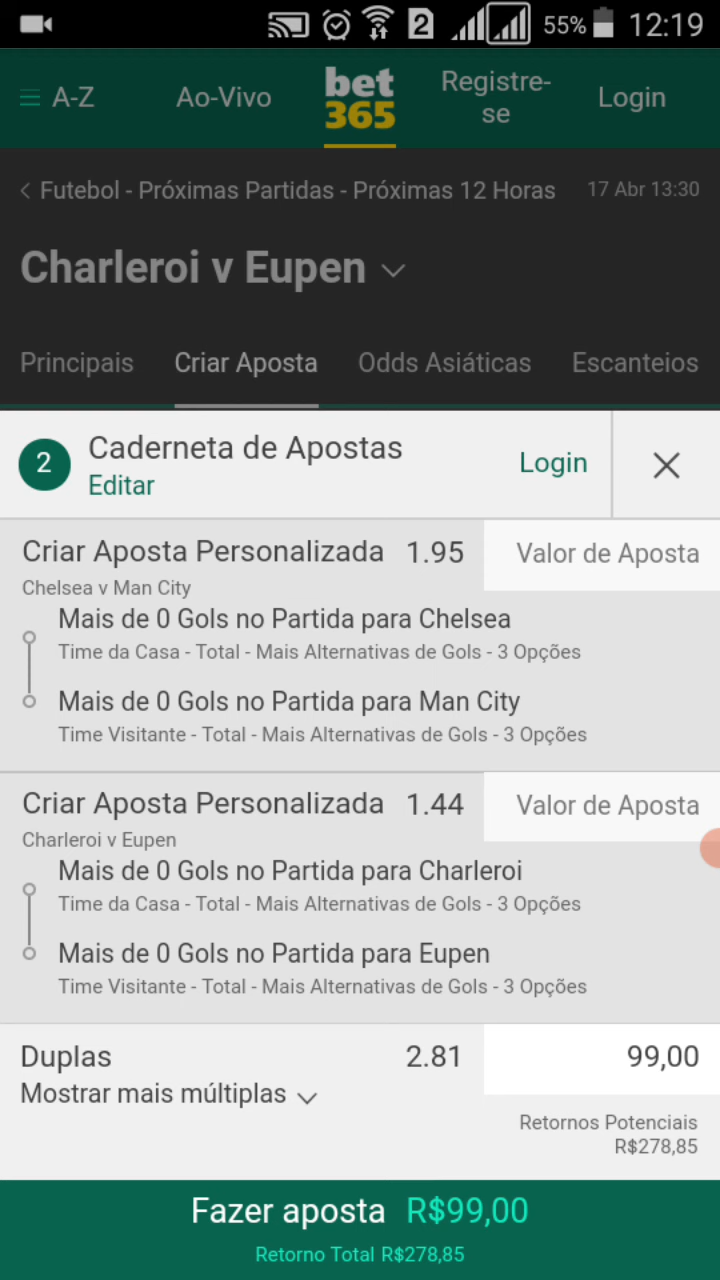 2 55% 12:19
A-Z Ao-Vivo bet365 Registre-se Login
Futebol - Próximas Partidas - Próximas 12 Horas 17 Abr 13:30
Charleroi v Eupen
Principais Criar Aposta Odds Asiáticas Escanteios
2 Caderneta de Apostas Login
Editar
Criar Aposta Personalizada 1.95 Valor de Aposta
Chelsea v Man City
Mais de 0 Gols no Partida para Chelsea
Time da Casa - Total - Mais Alternativas de Gols - 3 Opções
Mais de 0 Gols no Partida para Man City
Time Visitante - Total - Mais Alternativas de Gols - 3 Opções
Criar Aposta Personalizada 1.44 Valor de Aposta
Charleroi v Eupen
Mais de 0 Gols no Partida para Charleroi
Time da Casa - Total - Mais Alternativas de Gols - 3 Opções
Mais de 0 Gols no Partida para Eupen
Time Visitante - Total - Mais Alternativas de Gols - 3 Opções
Duplas 2.81 99,00
Mostrar mais múltiplas
Retornos Potenciais
R$278,85
Fazer aposta R$99,00
Retorno Total R$278,85